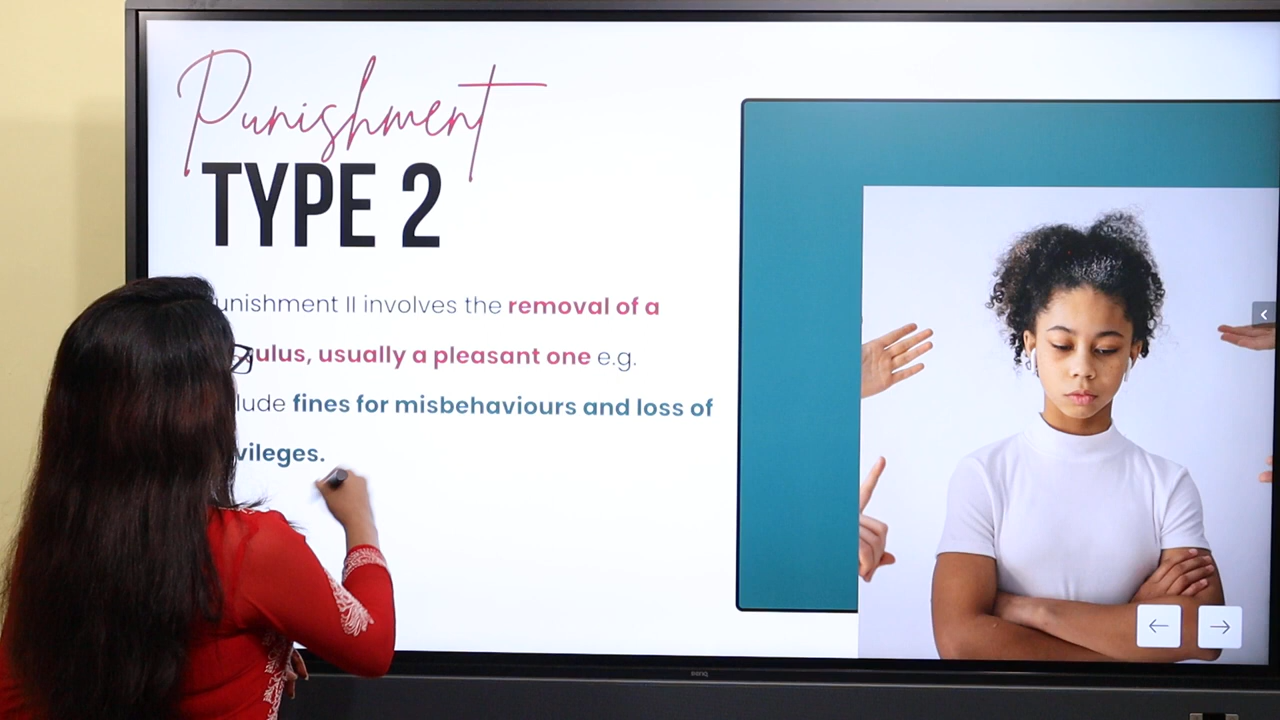 Punishment
TYPE 2
unishment II involves the removal of a
ulus, usually a pleasant one e.g.
lude fines for misbehaviours and loss of
vileges.
BenQ